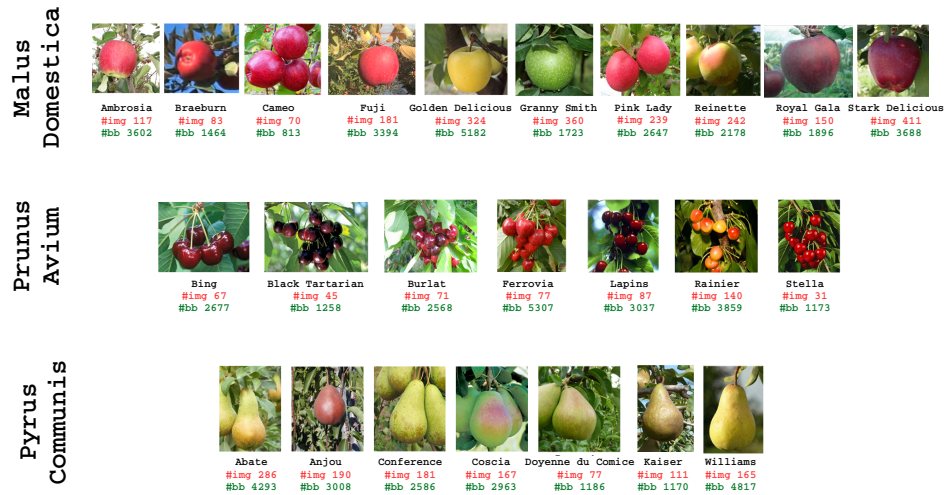 Malus
Domestica
Ambrosia Braeburn Cameo Fuji Golden Delicious Granny Smith Pink Lady Reinette Royal Gala Stark Delicious
#img 117 #img 83 #img 70 #img 181 #img 324 #img 360 #img 239 #img 242 #img 150 #img 411
#bb 3602 #bb 1464 #bb 813 #bb 3394 #bb 5182 #bb 1723 #bb 2647 #bb 2178 #bb 1896 #bb 3688
Prunus
Avium
Bing Black Tartarian Burlat Ferrovia Lapins Rainier Stella
#img 67 #img 45 #img 71 #img 77 #img 87 #img 140 #img 31
#bb 2677 #bb 1258 #bb 2568 #bb 5307 #bb 3037 #bb 3859 #bb 1173
Pyrus
Communis
Abate Anjou Conference Coscia Doyenne du Comice Kaiser Williams
#img 286 #img 190 #img 181 #img 167 #img 77 #img 111 #img 165
#bb 4293 #bb 3008 #bb 2586 #bb 2963 #bb 1186 #bb 1170 #bb 4817